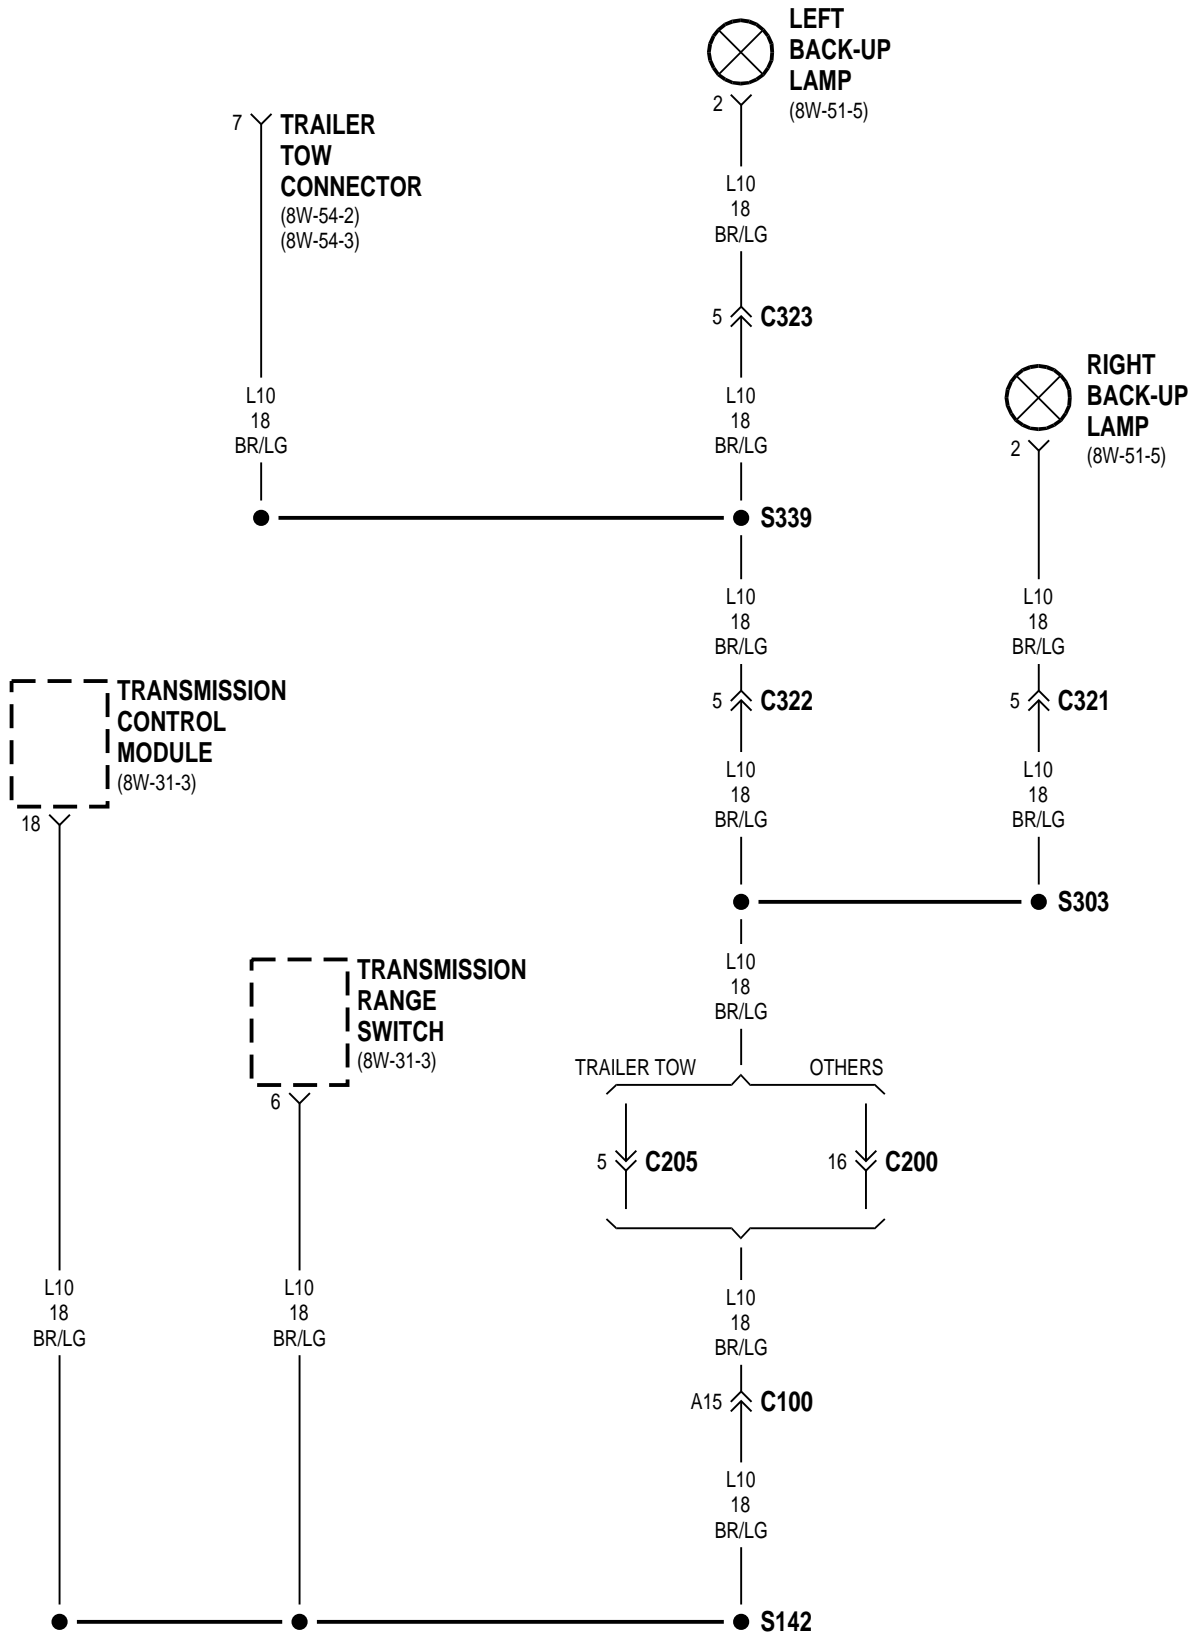 LEFT
BACK-UP
LAMP
(8W-51-5)
2
7
TRAILER
TOW
CONNECTOR
(8W-54-2)
(8W-54-3)
L10
18
BR/LG
5
C323
RIGHT
BACK-UP
LAMP
(8W-51-5)
2
L10
18
BR/LG
L10
18
BR/LG
S339
L10
18
BR/LG
L10
18
BR/LG
TRANSMISSION
CONTROL
MODULE
(8W-31-3)
18
5
C322
5
C321
L10
18
BR/LG
L10
18
BR/LG
S303
TRANSMISSION
RANGE
SWITCH
(8W-31-3)
6
L10
18
BR/LG
TRAILER TOW
OTHERS
5
C205
16
C200
L10
18
BR/LG
L10
18
BR/LG
L10
18
BR/LG
A15
C100
L10
18
BR/LG
S142